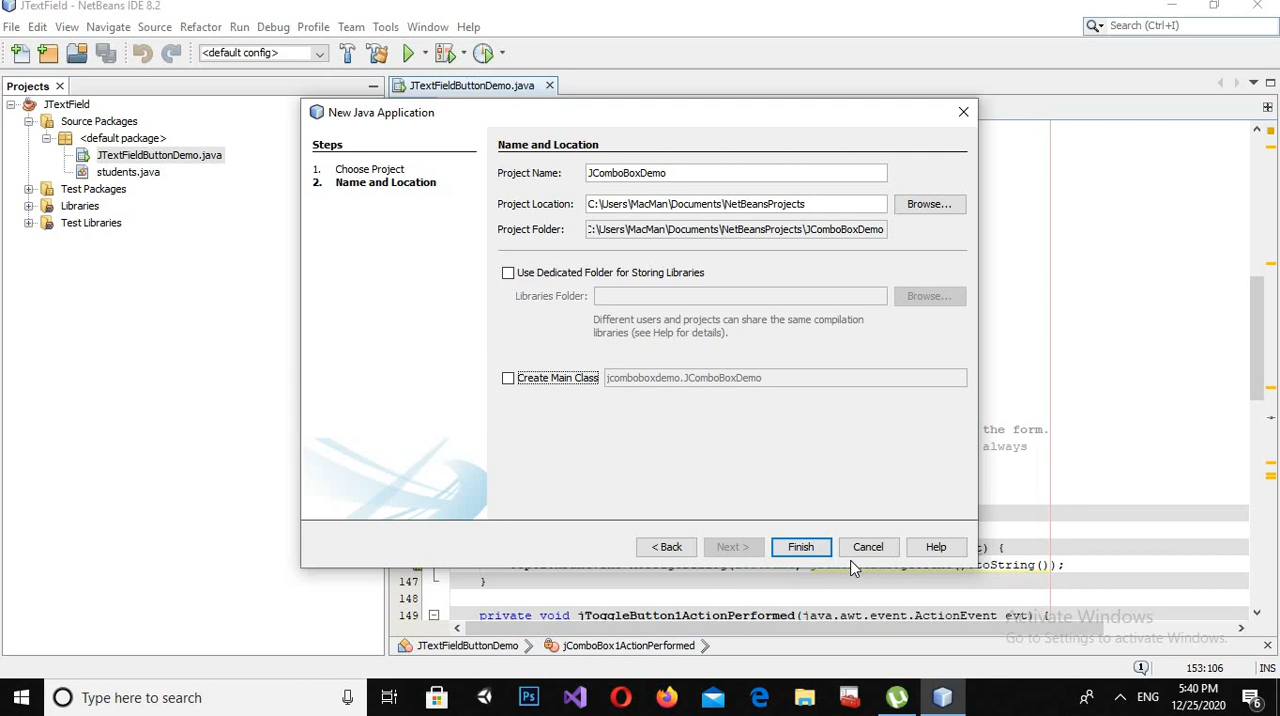 JTextField - NetBeans IDE 8.2
File Edit View Navigate Source Refactor Run Debug Profile Team Tools Window Help
Search (Ctrl+I)
<default config>
Projects
JTextFieldButtonDemo.java
JTextField
Source Packages
<default package>
JTextFieldButtonDemo.java
students.java
Test Packages
Libraries
Test Libraries
New Java Application
Steps
1. Choose Project
2. Name and Location
Name and Location
Project Name: JComboBoxDemo
Project Location: C:\Users\MacMan\Documents\NetBeansProjects Browse...
Project Folder: C:\Users\MacMan\Documents\NetBeansProjects\JComboBoxDemo
Use Dedicated Folder for Storing Libraries
Libraries Folder: Browse...
Different users and projects can share the same compilation
libraries (see Help for details).
Create Main Class jcomboboxdemo.JComboBoxDemo
< Back Next > Finish Cancel Help
the form.
always
t) {
toString());
147 }
148
149 private void jToggleButton1ActionPerformed(java.awt.event.ActionEvent evt) {
Activate Windows
Go to Settings to activate Windows.
JTextFieldButtonDemo jComboBox1ActionPerformed
1 153:106 INS
Type here to search
Ps
ENG
5:40 PM
12/25/2020
6